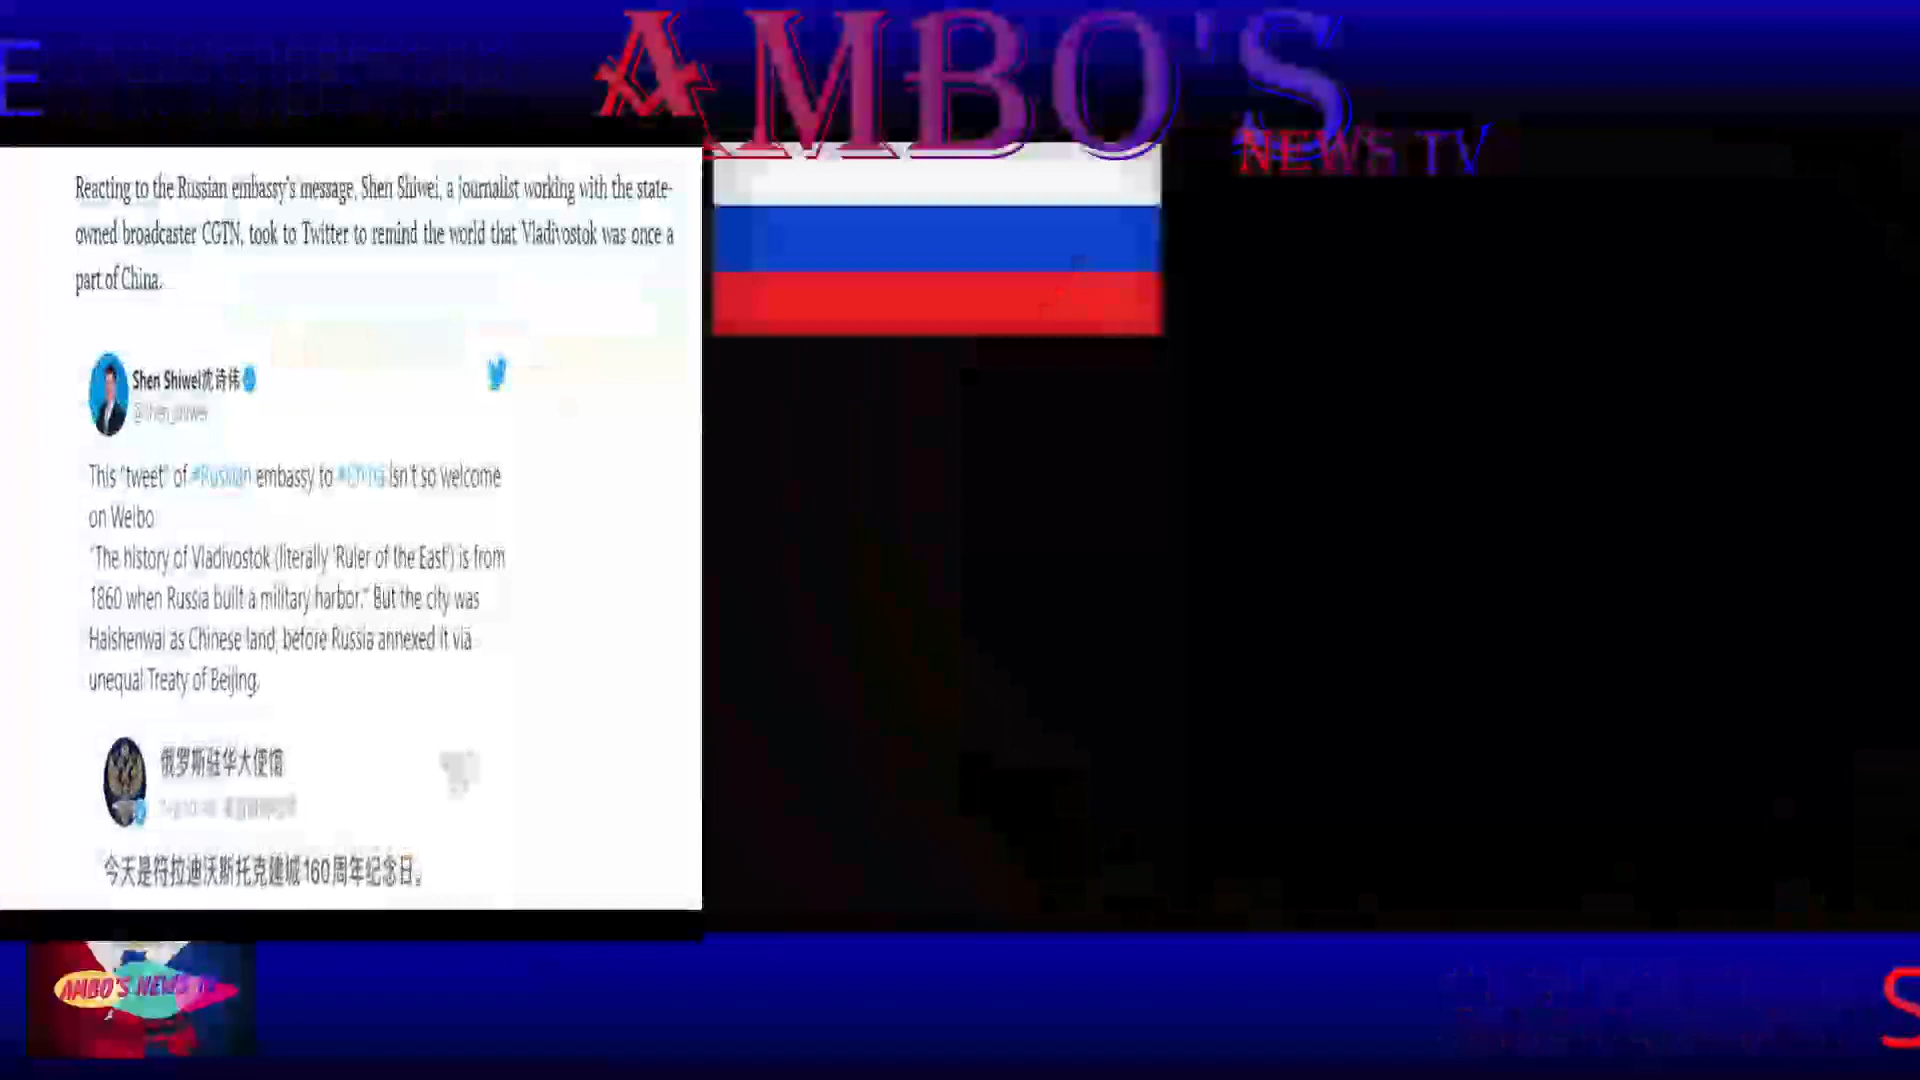 E
AMBO'S
NEWS TV
Reacting to the Russian embassy's message, Shen Shiwei, a journalist working with the state-
owned broadcaster CGTN, took to Twitter to remind the world that Vladivostok was once a
part of China.
Shen Shiwei沈诗伟
@shen_shiwei
This "tweet" of #Russian embassy to #China isn't so welcome
on Weibo
"The history of Vladivostok (literally 'Ruler of the East') is from
1860 when Russia built a military harbor." But the city was
Haishenwai as Chinese land, before Russia annexed it via
unequal Treaty of Beijing.
俄罗斯驻华大使馆
今天是符拉迪沃斯托克建城160周年纪念日。
AMBO'S NEWS TV
S